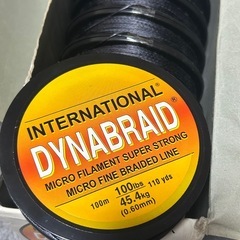 INTERNATIONAL®
DYNABRAID®
MICRO FILAMENT SUPER STRONG
MICRO FINE BRAIDED LINE
100m 100lbs 110 yds
45.4kg
(0.60mm)